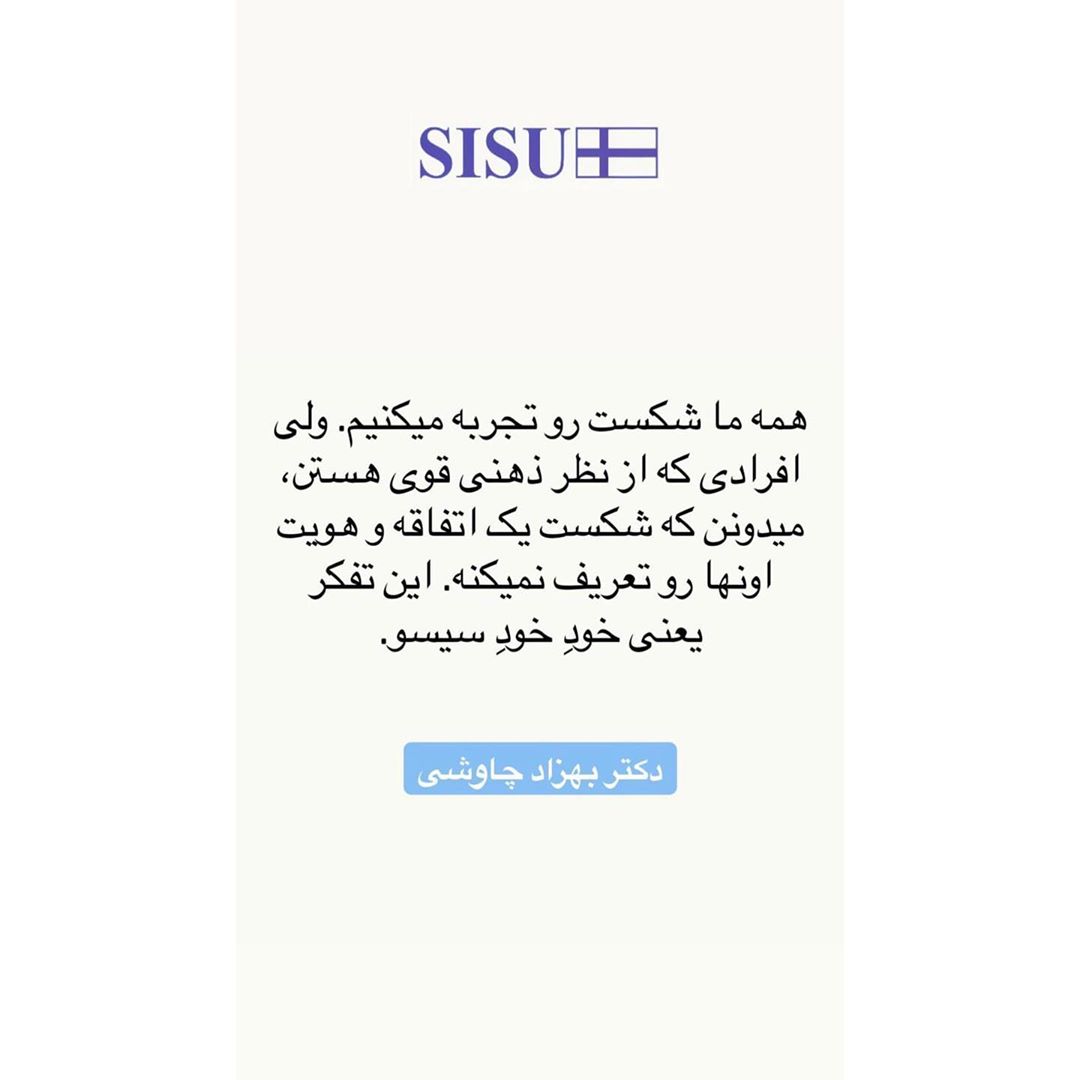 SISU
همه ما شکست رو تجربه میکنیم. ولی
افرادی که از نظر ذهنی قوی هستن،
میدونن که شکست یک اتفاقه و هویت
اونها رو تعریف نمیکنه. این تفکر
یعنی خودِ خودِ سیسو.
دکتر بهزاد چاوشی